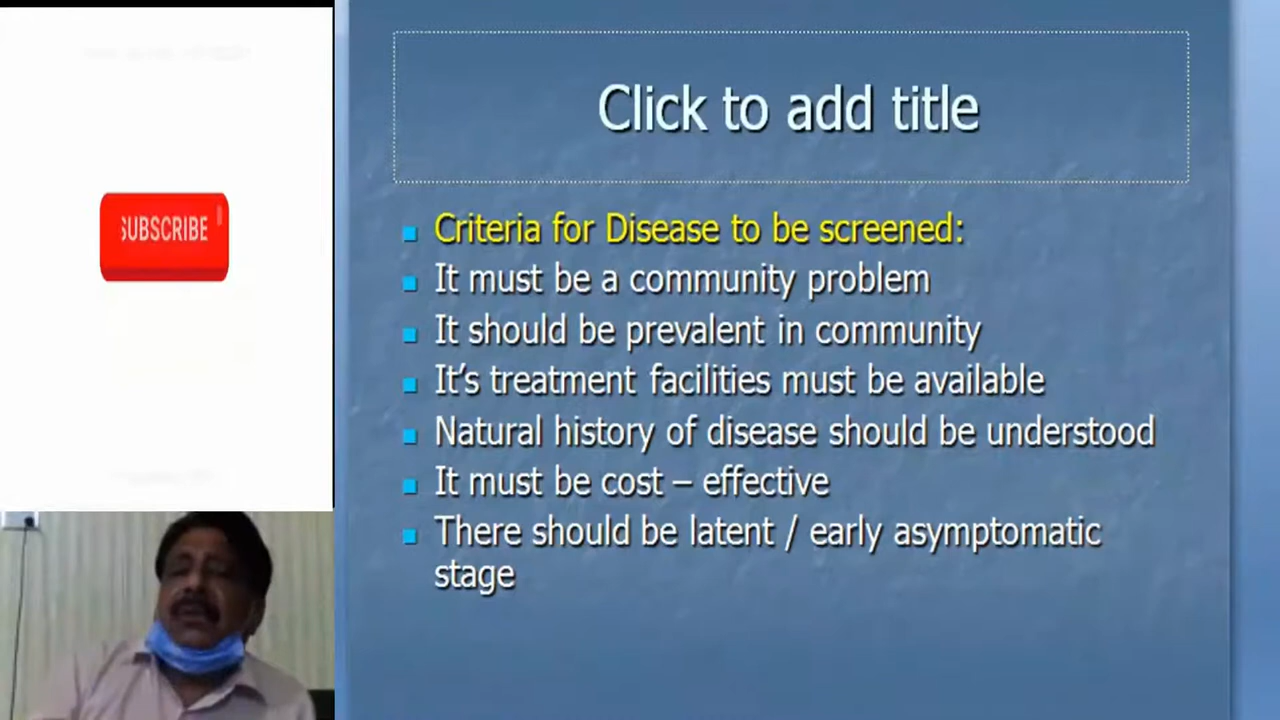 Click to add title
SUBSCRIBE
Criteria for Disease to be screened:
It must be a community problem
It should be prevalent in community
It's treatment facilities must be available
Natural history of disease should be understood
It must be cost – effective
There should be latent / early asymptomatic
stage